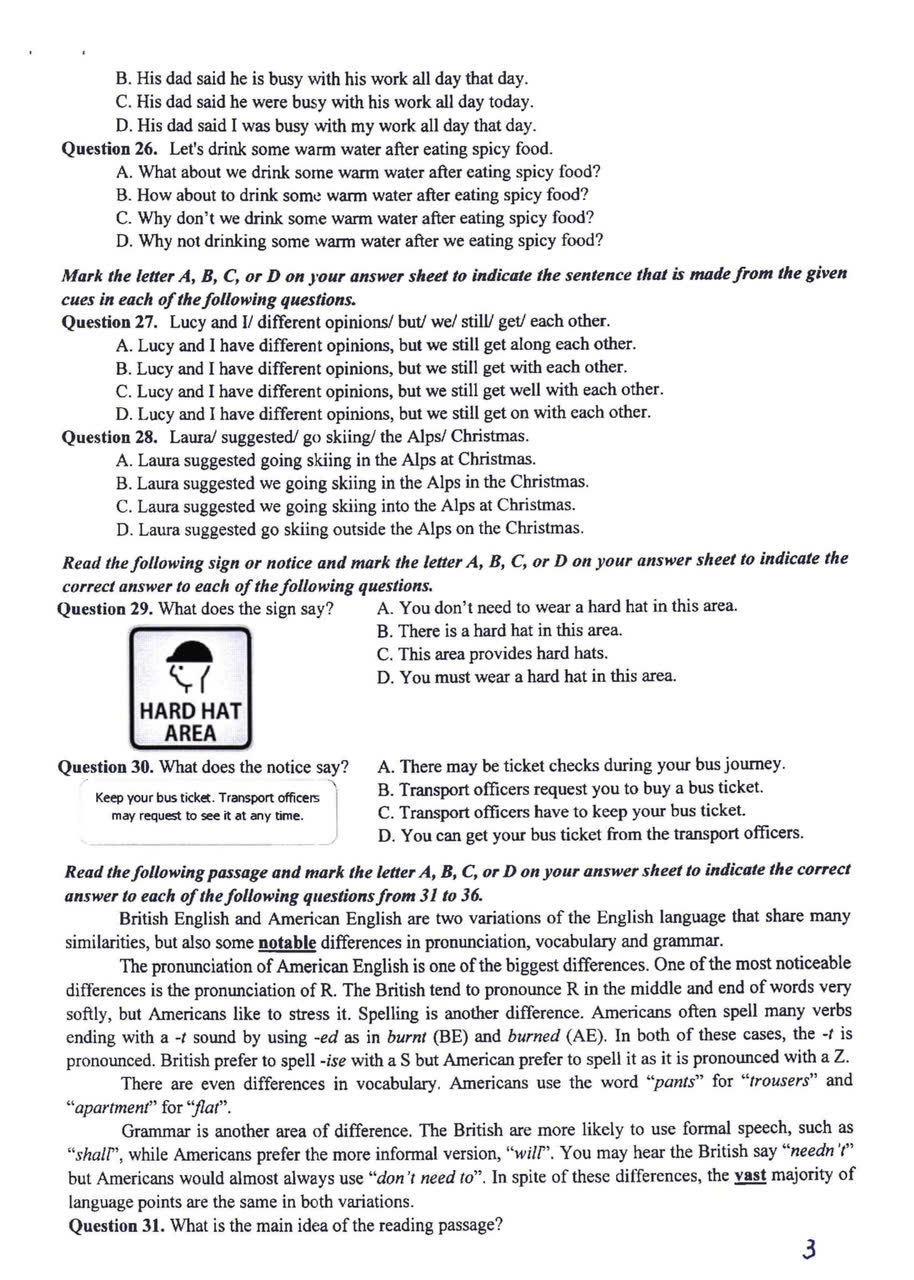 B. His dad said he is busy with his work all day that day.
C. His dad said he were busy with his work all day today.
D. His dad said I was busy with my work all day that day.
Question 26. Let's drink some warm water after eating spicy food.
A. What about we drink some warm water after eating spicy food?
B. How about to drink some warm water after eating spicy food?
C. Why don't we drink some warm water after eating spicy food?
D. Why not drinking some warm water after we eating spicy food?
Mark the letter A, B, C, or D on your answer sheet to indicate the sentence that is made from the given
cues in each of the following questions.
Question 27. Lucy and I/ different opinions/ but/ we/ still/ get/ each other.
A. Lucy and I have different opinions, but we still get along each other.
B. Lucy and I have different opinions, but we still get with each other.
C. Lucy and I have different opinions, but we still get well with each other.
D. Lucy and I have different opinions, but we still get on with each other.
Question 28. Laura/ suggested/ go skiing/ the Alps/ Christmas.
A. Laura suggested going skiing in the Alps at Christmas.
B. Laura suggested we going skiing in the Alps in the Christmas.
C. Laura suggested we going skiing into the Alps at Christmas.
D. Laura suggested go skiing outside the Alps on the Christmas.
Read the following sign or notice and mark the letter A, B, C, or D on your answer sheet to indicate the
correct answer to each of the following questions.
Question 29. What does the sign say?
A. You don't need to wear a hard hat in this area.
B. There is a hard hat in this area.
C. This area provides hard hats.
D. You must wear a hard hat in this area.
HARD HAT
AREA
Question 30. What does the notice say?
A. There may be ticket checks during your bus journey.
B. Transport officers request you to buy a bus ticket.
C. Transport officers have to keep your bus ticket.
D. You can get your bus ticket from the transport officers.
Keep your bus ticket. Transport officers
may request to see it at any time.
Read the following passage and mark the letter A, B, C, or D on your answer sheet to indicate the correct
answer to each of the following questions from 31 to 36.
British English and American English are two variations of the English language that share many
similarities, but also some notable differences in pronunciation, vocabulary and grammar.
The pronunciation of American English is one of the biggest differences. One of the most noticeable
differences is the pronunciation of R. The British tend to pronounce R in the middle and end of words very
softly, but Americans like to stress it. Spelling is another difference. Americans often spell many verbs
ending with a -t sound by using -ed as in burnt (BE) and burned (AE). In both of these cases, the -t is
pronounced. British prefer to spell -ise with a S but American prefer to spell it as it is pronounced with a Z.
There are even differences in vocabulary. Americans use the word “pants” for “trousers” and
“apartment” for “flat”.
Grammar is another area of difference. The British are more likely to use formal speech, such as
“shall”, while Americans prefer the more informal version, “will”. You may hear the British say “needn't”
but Americans would almost always use “don't need to”. In spite of these differences, the vast majority of
language points are the same in both variations.
Question 31. What is the main idea of the reading passage?
3